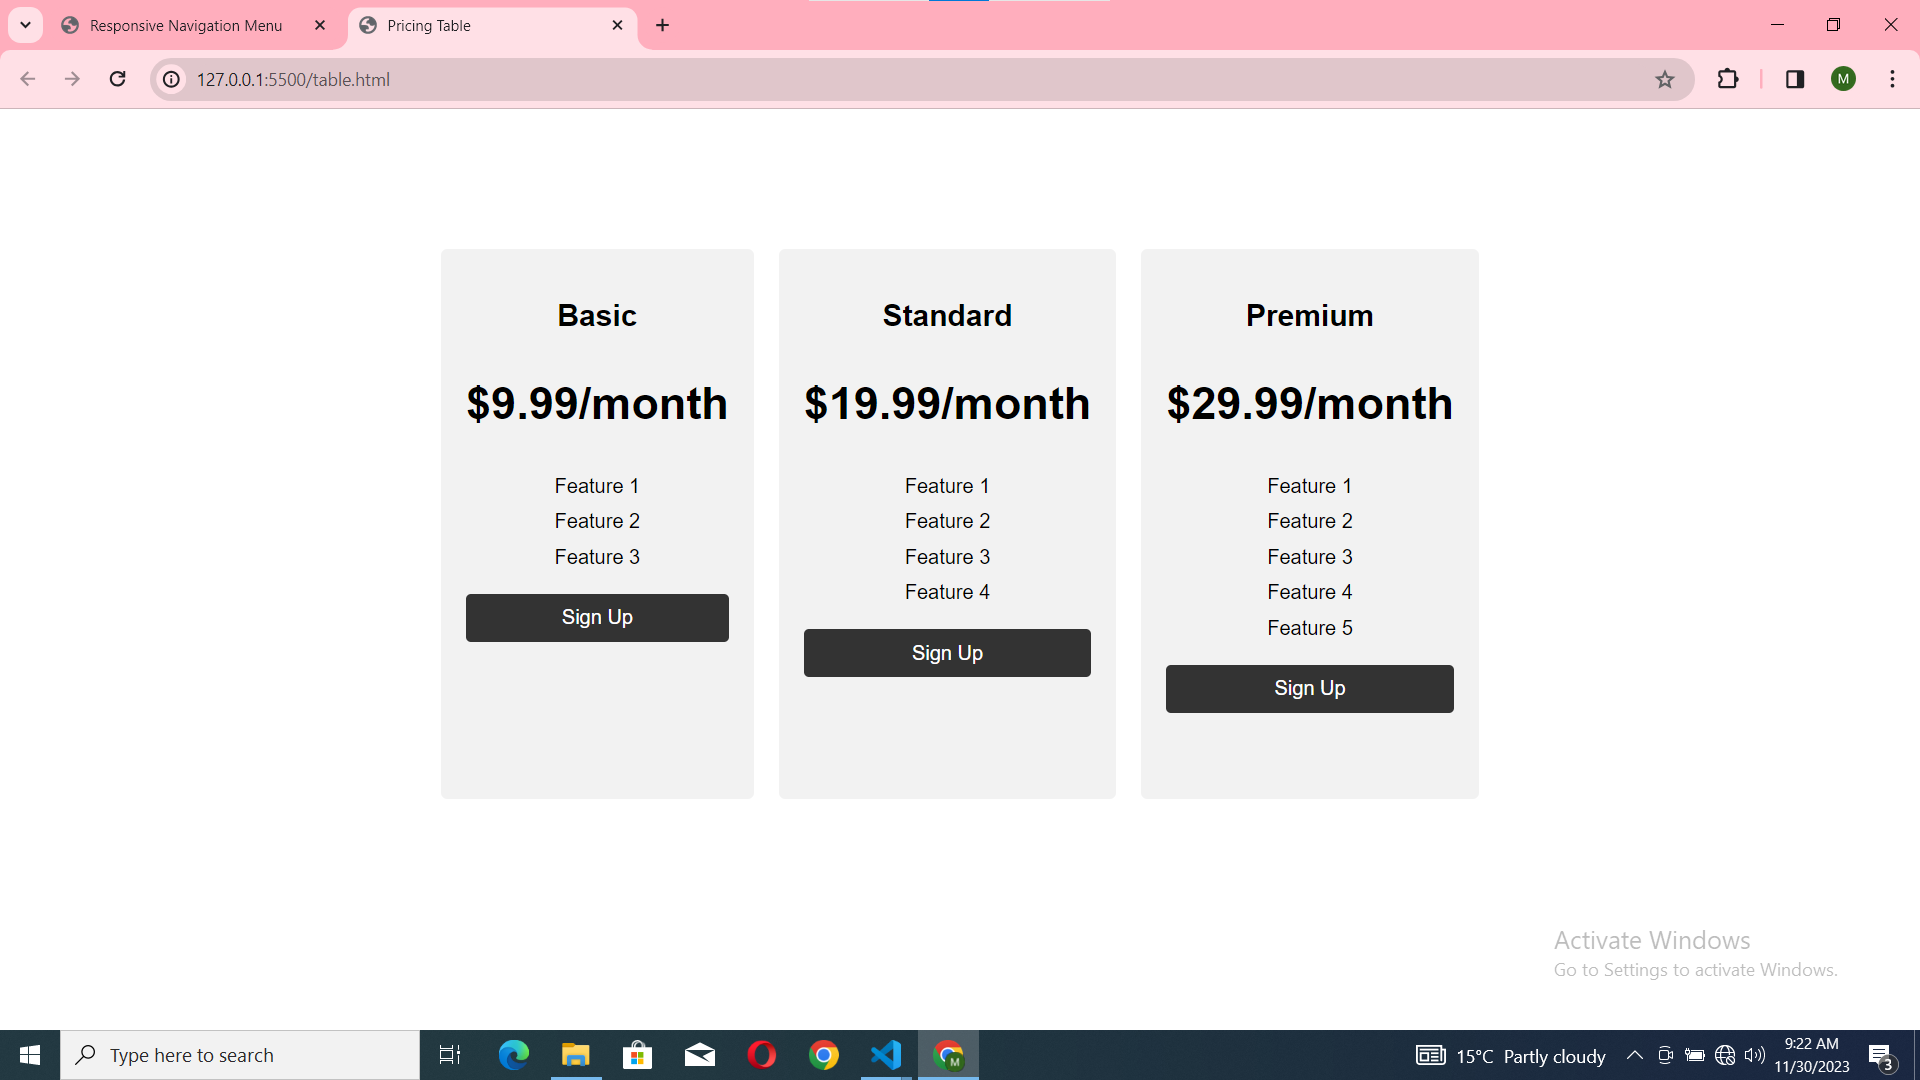 Responsive Navigation Menu
Pricing Table
127.0.0.1:5500/table.html
M
Basic
$9.99/month
Feature 1
Feature 2
Feature 3
Sign Up
Standard
$19.99/month
Feature 1
Feature 2
Feature 3
Feature 4
Sign Up
Premium
$29.99/month
Feature 1
Feature 2
Feature 3
Feature 4
Feature 5
Sign Up
Activate Windows
Go to Settings to activate Windows.
Type here to search
M
15°C Partly cloudy
9:22 AM
11/30/2023
3